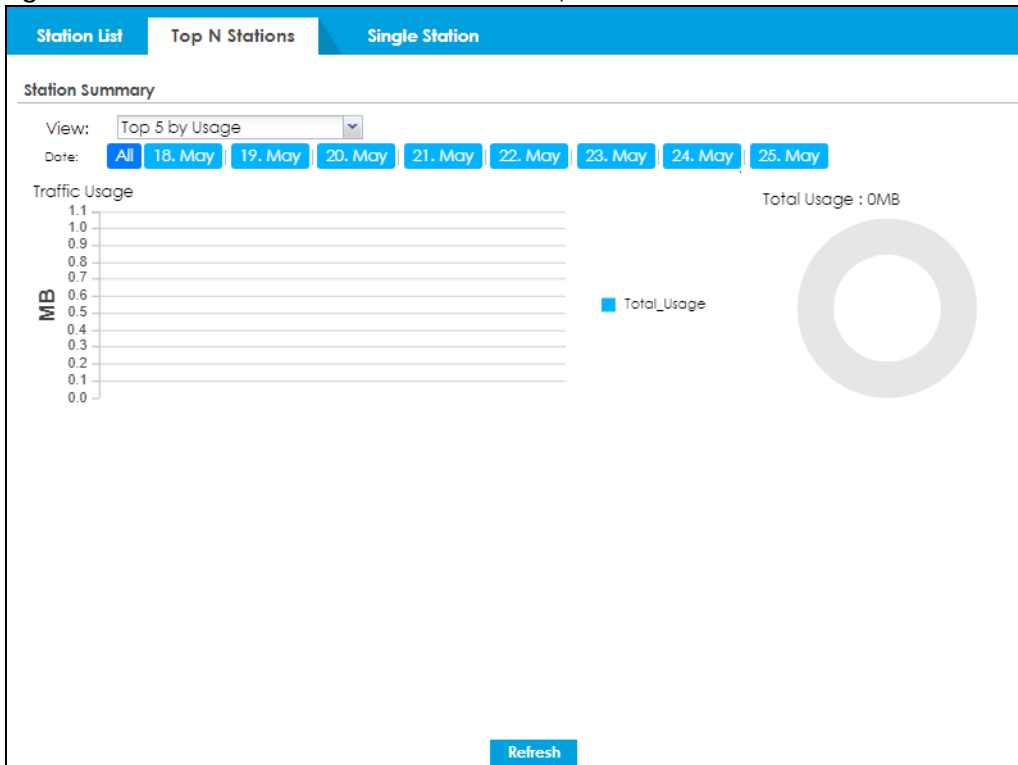 Station List Top N Stations Single Station
Station Summary
View: Top 5 by Usage
Date: All 18. May 19. May 20. May 21. May 22. May 23. May 24. May 25. May
Traffic Usage
Total Usage : 0MB
1.1
1.0
0.9
0.8
0.7
0.6
0.5
0.4
0.3
0.2
0.1
0.0
MB
Total_Usage
Refresh